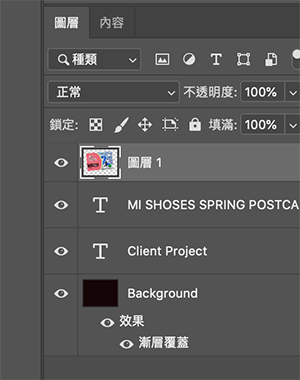 圖層 內容
種類
正常 不透明度: 100%
鎖定: 填滿: 100%
圖層 1
MI SHOSES SPRING POSTCA
Client Project
Background
效果
漸層覆蓋